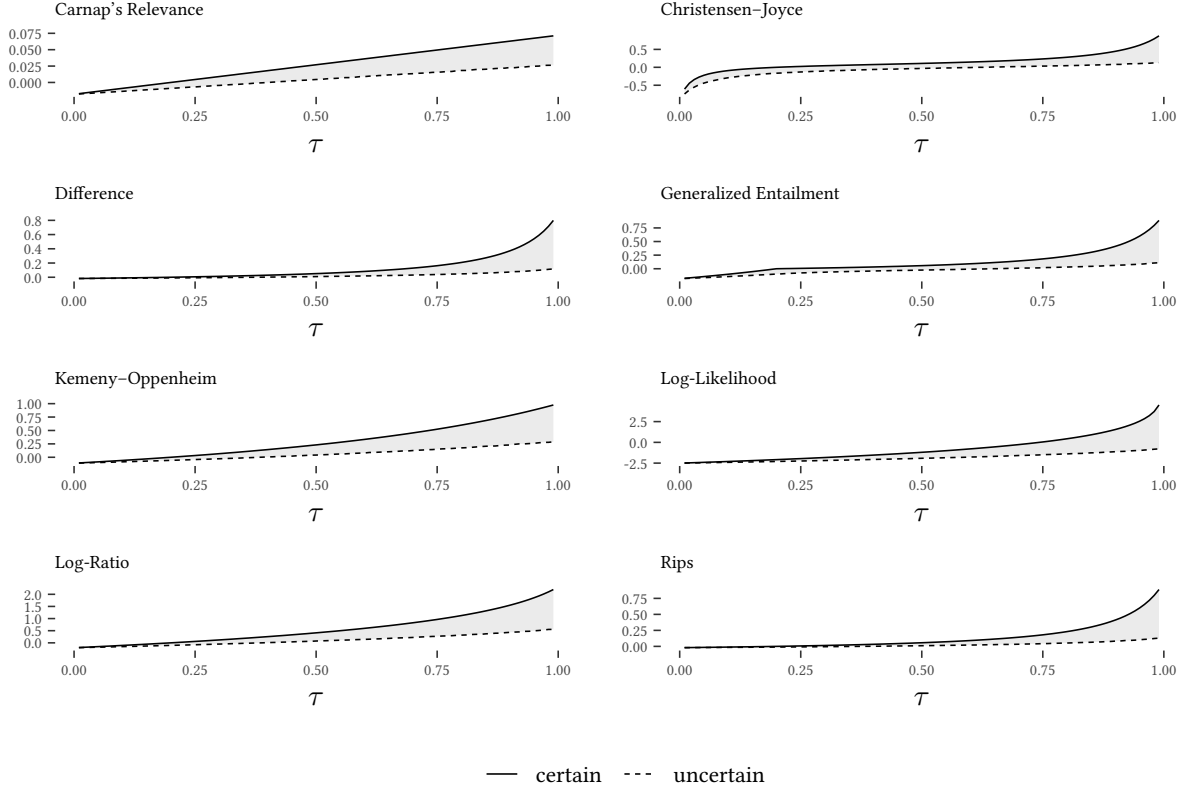 Carnap's Relevance
0.075
0.050
0.025
0.000
0.00 0.25 0.50 0.75 1.00
τ
Christensen–Joyce
0.5
0.0
-0.5
0.00 0.25 0.50 0.75 1.00
τ
Difference
0.8
0.6
0.4
0.2
0.0
0.00 0.25 0.50 0.75 1.00
τ
Generalized Entailment
0.75
0.50
0.25
0.00
0.00 0.25 0.50 0.75 1.00
τ
Kemeny–Oppenheim
1.00
0.75
0.50
0.25
0.00
0.00 0.25 0.50 0.75 1.00
τ
Log-Likelihood
2.5
0.0
-2.5
0.00 0.25 0.50 0.75 1.00
τ
Log-Ratio
2.0
1.5
1.0
0.5
0.0
0.00 0.25 0.50 0.75 1.00
τ
Rips
0.75
0.50
0.25
0.00
0.00 0.25 0.50 0.75 1.00
τ
certain uncertain